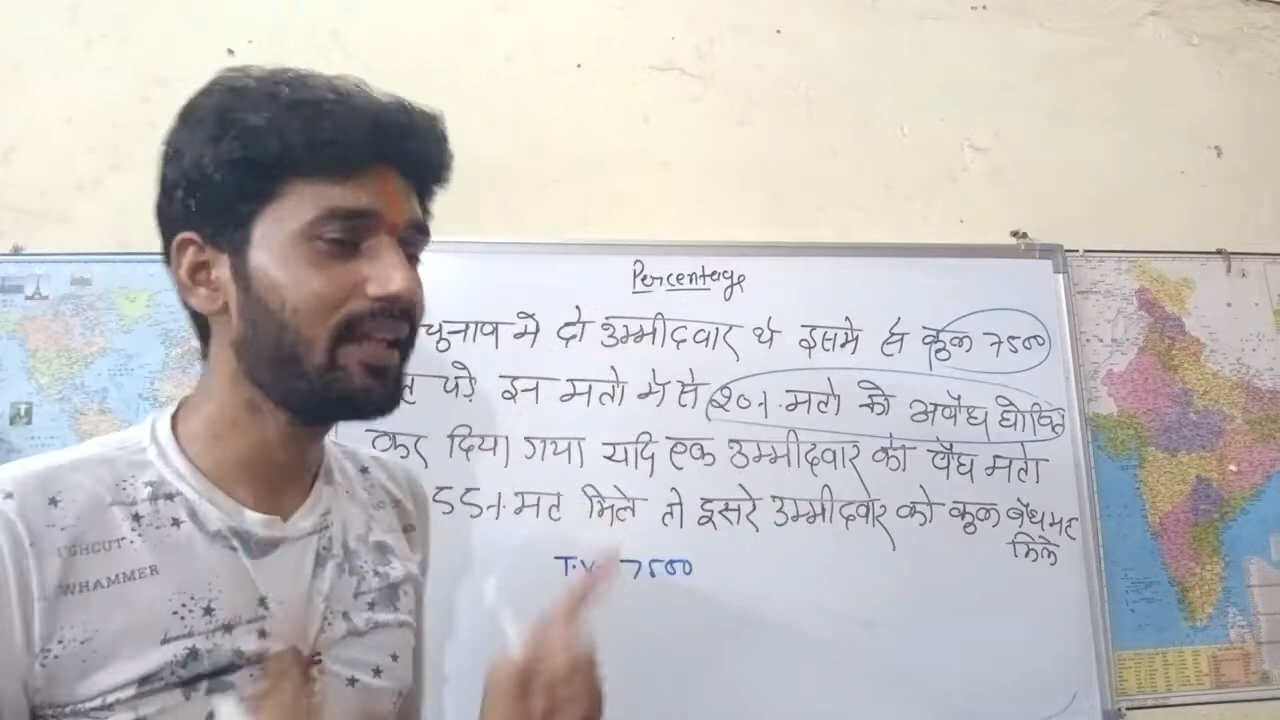 Percentage
चुनाव मे दो उम्मीदवार थे इसमे से कुल 7500
पड़े इन मतो मे से 20% मतो को अवैध घोषित
कर दिया गया यदि एक उम्मीदवार को वैध मतो
55% मत मिले तो दूसरे उम्मीदवार को कुल वैध मत
मिले
T.V. 7500
WHAMMER